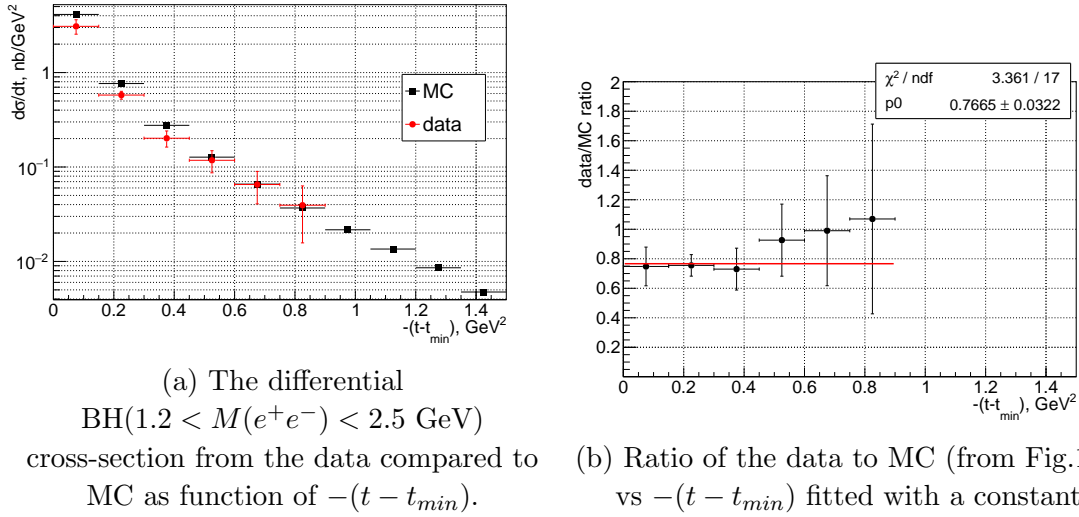 dσ/dt, nb/GeV²
1
10⁻¹
10⁻²
MC
data
0 0.2 0.4 0.6 0.8 1 1.2 1.4
-(t-t_min), GeV²
(a) The differential
BH(1.2 < M(e⁺e⁻) < 2.5 GeV)
cross-section from the data compared to
MC as function of −(t − t_min).
data/MC ratio
2
1.8
1.6
1.4
1.2
1
0.8
0.6
0.4
0.2
χ² / ndf 3.361 / 17
p0 0.7665 ± 0.0322
0 0.2 0.4 0.6 0.8 1 1.2 1.4
-(t-t_min), GeV²
(b) Ratio of the data to MC (from Fig.
vs −(t − t_min) fitted with a constant